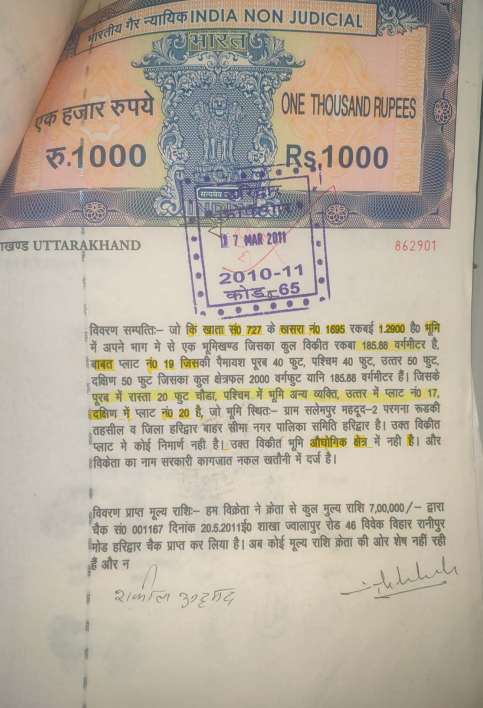 भारतीय गैर न्यायिक INDIA NON JUDICIAL
भारत
एक हजार रुपये
ONE THOUSAND RUPEES
रु.1000
Rs.1000
सत्यमेव जयते
राखण्ड UTTARAKHAND
862901
17 MAR 2011
2010-11
कोड-65
विवरण सम्पत्तिः– जो कि खाता सं0 727 के खसरा नं0 1695 रकबई 1.2900 है0 भूमि
में अपने भाग मे से एक भूमिखण्ड जिसका कुल विकीत रकबा 185.88 वर्गमीटर है,
बाबत प्लाट नं0 19 जिसकी पैमायश पूरब 40 फुट, पश्चिम 40 फुट, उत्तर 50 फुट,
दक्षिण 50 फुट जिसका कुल क्षेत्रफल 2000 वर्गफुट यानि 185.88 वर्गमीटर हैं। जिसके
पूरब में रास्ता 20 फुट चौडा, पश्चिम में भूमि अन्य व्यक्ति, उत्त्तर में प्लाट नं0 17,
दक्षिण में प्लाट नं0 20 है, जो भूमि स्थितः– ग्राम सलेमपुर महदूद–2 परगना रूडकी
तहसील व जिला हरिद्वार बाहर सीमा नगर पालिका समिति हरिद्वार है। उक्त विकीत
प्लाट मे कोई निर्माण नही है। उक्त विकीत भूमि औघोगिक क्षेत्र में नही है। और
विकेता का नाम सरकारी कागजात नकल खतौनी में दर्ज है।
विवरण प्राप्त मूल्य राशिः– हम विक्रेता ने क्रेता से कुल मूल्य राशि 7,00,000/– द्वारा
चैक सं0 001167 दिनांक 20.5.2011ई0 शाखा ज्वालापुर रोड 46 विवेक विहार रानीपुर
मोड हरिद्वार चैक प्राप्त कर लिया है। अब कोई मूल्य राशि क्रेता की ओर शेष नहीं रही
हैं और न